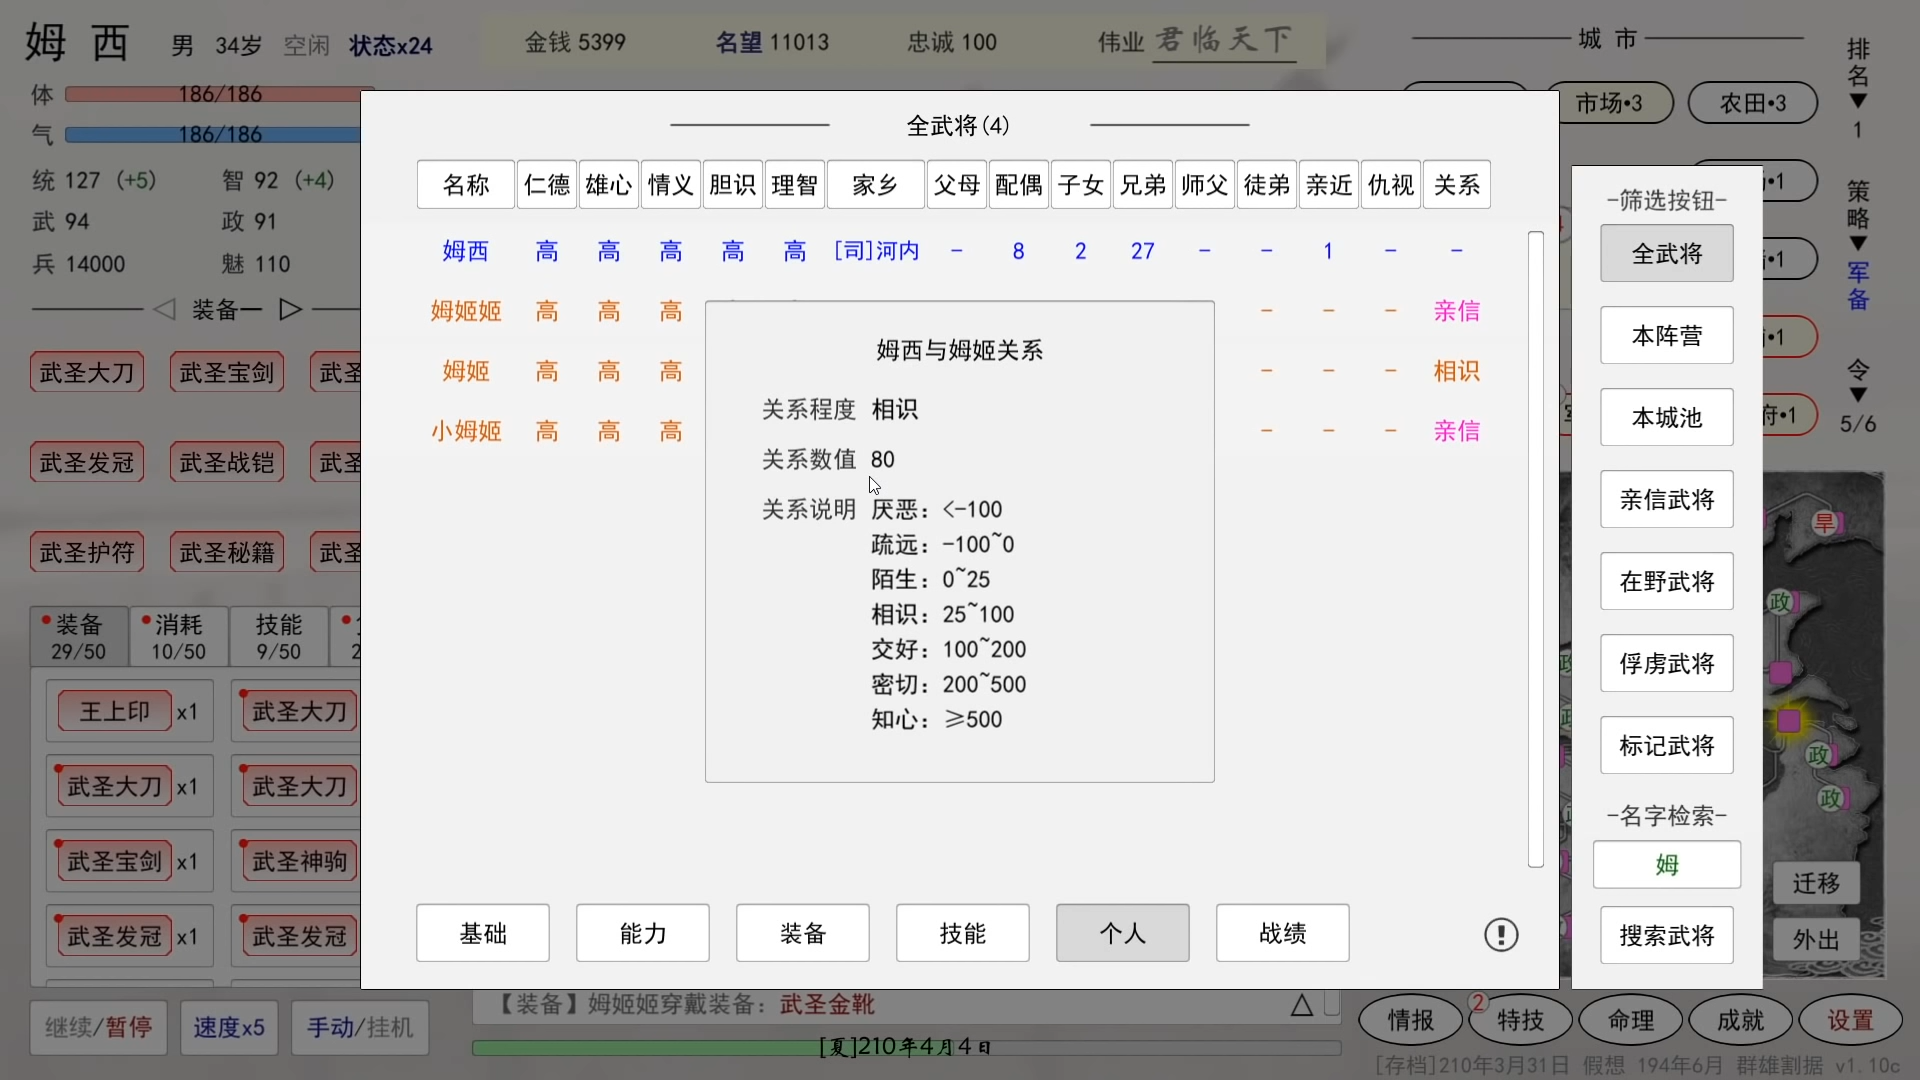 姆西 男 34岁 空闲 状态x24
金钱 5399 名望 11013 忠诚 100 伟业 君临天下
体 186/186
气 186/186
统 127 (+5) 智 92 (+4)
武 94 政 91
兵 14000 魅 110
◁ 装备一 ▷
武圣大刀 武圣宝剑 武圣
武圣发冠 武圣战铠 武圣
武圣护符 武圣秘籍 武圣
装备 消耗 技能
29/50 10/50 9/50 2
王上印 x1 武圣大刀
武圣大刀 x1 武圣大刀
武圣宝剑 x1 武圣神驹
武圣发冠 x1 武圣发冠
继续/暂停 速度x5 手动/挂机
全武将(4)
名称 仁德 雄心 情义 胆识 理智 家乡 父母 配偶 子女 兄弟 师父 徒弟 亲近 仇视 关系
姆西 高 高 高 高 高 [司]河内 - 8 2 27 - - 1 - -
姆姬姬 高 高 高 - - - 亲信
姆姬 高 高 高 - - - 相识
小姆姬 高 高 高 - - - 亲信
姆西与姆姬关系
关系程度 相识
关系数值 80
关系说明 厌恶：<-100
疏远：-100~0
陌生：0~25
相识：25~100
交好：100~200
密切：200~500
知心：≥500
基础 能力 装备 技能 个人 战绩
-筛选按钮-
全武将
本阵营
本城池
亲信武将
在野武将
俘虏武将
标记武将
-名字检索-
姆
搜索武将
城市
市场•3 农田•3
•1
•1
•1
府•1
排名▼
1
策略▼
军备
令▼
5/6
旱
政
政
政
迁移
外出
【装备】姆姬姬穿戴装备：武圣金靴 △
[夏]210年4月4日
情报 2 特技 命理 成就 设置
[存档]210年3月31日 假想 194年6月 群雄割据 v1.10c